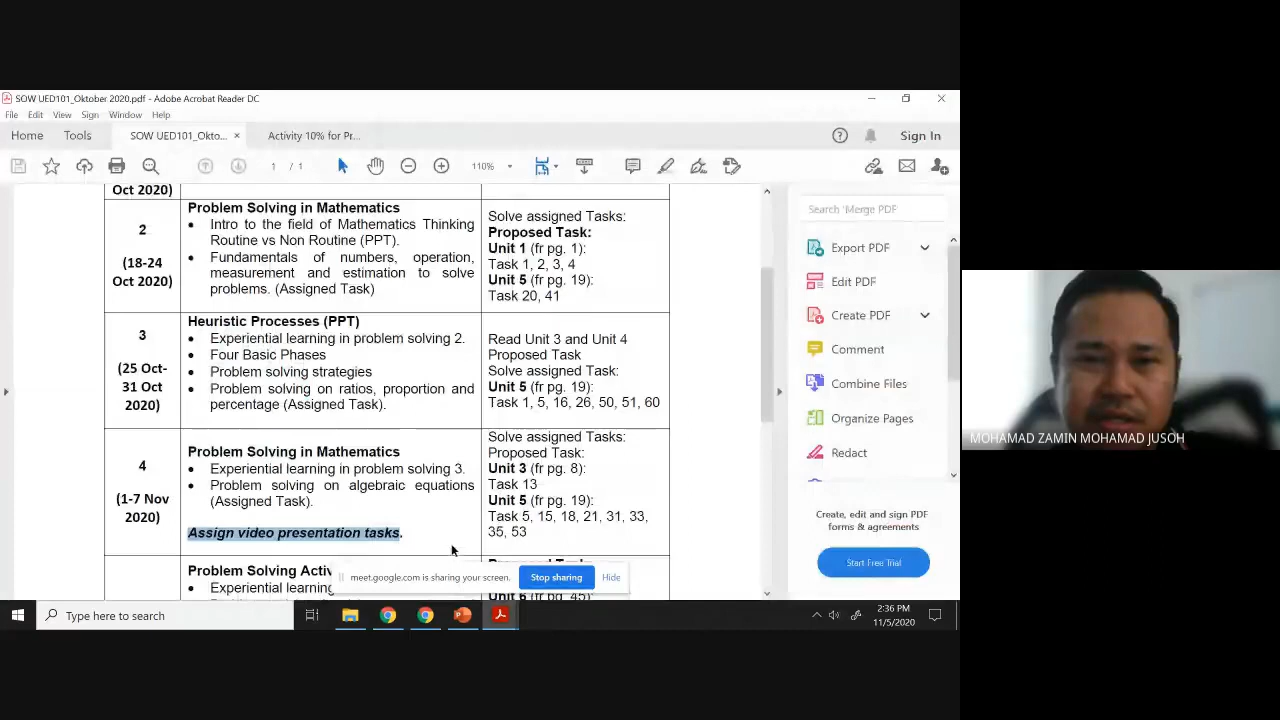 SOW UED101_Oktober 2020.pdf - Adobe Acrobat Reader DC
File Edit View Sign Window Help
Home Tools SOW UED101_Okto... × Activity 10% for Pr... Sign In
1 / 1 110%
Oct 2020)
2
(18-24
Oct 2020)
Problem Solving in Mathematics
• Intro to the field of Mathematics Thinking
Routine vs Non Routine (PPT).
• Fundamentals of numbers, operation,
measurement and estimation to solve
problems. (Assigned Task)
Solve assigned Tasks:
Proposed Task:
Unit 1 (fr pg. 1):
Task 1, 2, 3, 4
Unit 5 (fr pg. 19):
Task 20, 41
3
(25 Oct-
31 Oct
2020)
Heuristic Processes (PPT)
• Experiential learning in problem solving 2.
• Four Basic Phases
• Problem solving strategies
• Problem solving on ratios, proportion and
percentage (Assigned Task).
Read Unit 3 and Unit 4
Proposed Task
Solve assigned Tasks:
Unit 5 (fr pg. 19):
Task 1, 5, 16, 26, 50, 51, 60
4
(1-7 Nov
2020)
Problem Solving in Mathematics
• Experiential learning in problem solving 3.
• Problem solving on algebraic equations
(Assigned Task).
Assign video presentation tasks.
Solve assigned Tasks:
Proposed Task:
Unit 3 (fr pg. 8):
Task 13
Unit 5 (fr pg. 19):
Task 5, 15, 18, 21, 31, 33,
35, 53
Problem Solving Activ
• Experiential learning
Unit 6 (fr pg. 45):
meet.google.com is sharing your screen. Stop sharing Hide
Search 'Merge PDF'
Export PDF
Edit PDF
Create PDF
Comment
Combine Files
Organize Pages
Redact
Create, edit and sign PDF
forms & agreements
Start Free Trial
MOHAMAD ZAMIN MOHAMAD JUSOH
Type here to search
2:36 PM
11/5/2020